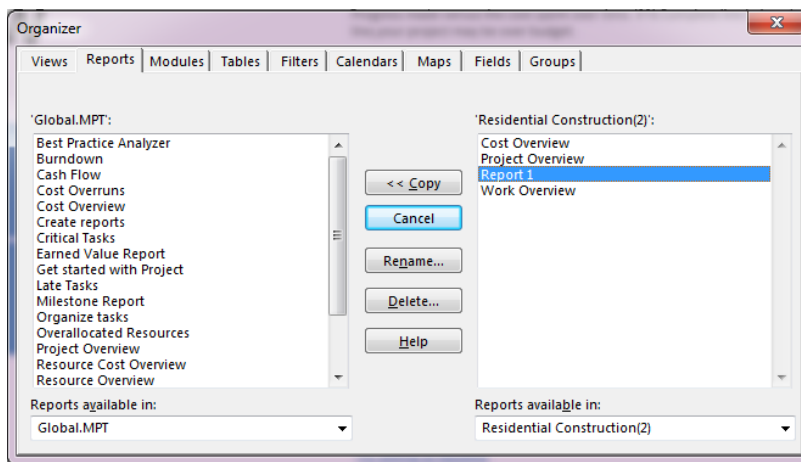 Organizer
Views Reports Modules Tables Filters Calendars Maps Fields Groups
'Global.MPT':
Best Practice Analyzer
Burndown
Cash Flow
Cost Overruns
Cost Overview
Create reports
Critical Tasks
Earned Value Report
Get started with Project
Late Tasks
Milestone Report
Organize tasks
Overallocated Resources
Project Overview
Resource Cost Overview
Resource Overview
Reports available in:
Global.MPT
<< Copy
Cancel
Rename...
Delete...
Help
'Residential Construction(2)':
Cost Overview
Project Overview
Report 1
Work Overview
Reports available in:
Residential Construction(2)